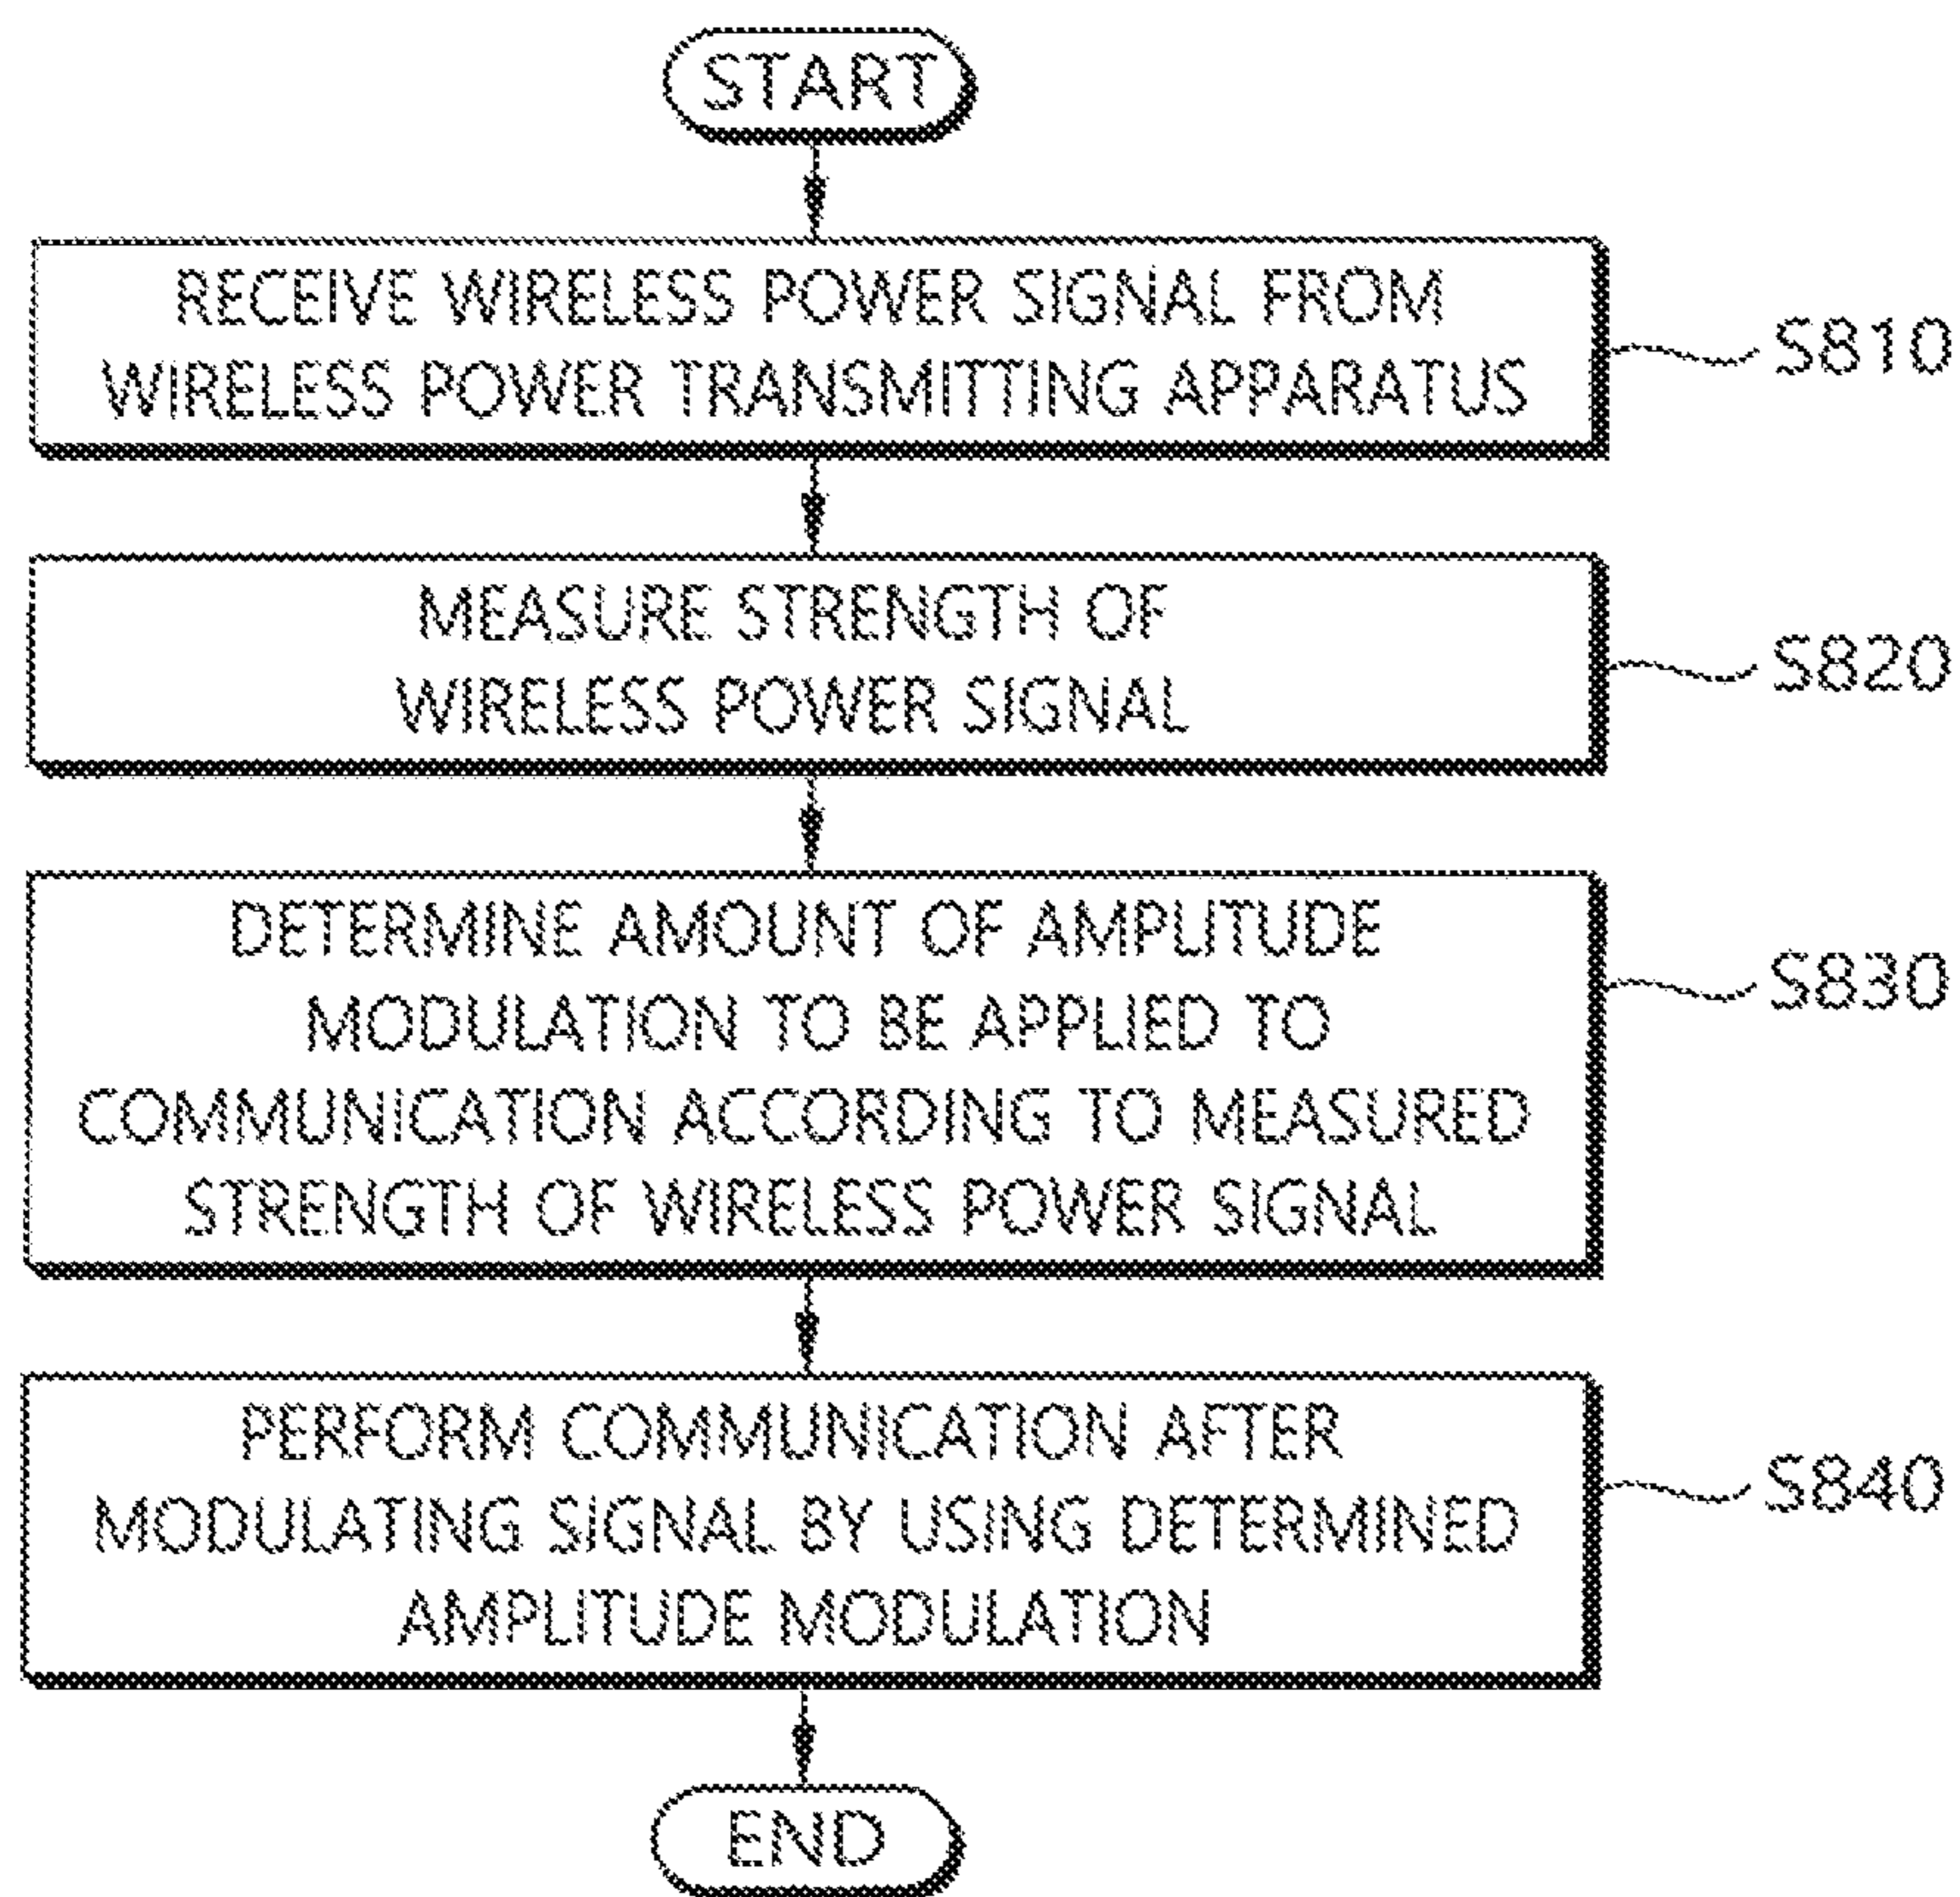 START
RECEIVE WIRELESS POWER SIGNAL FROM
WIRELESS POWER TRANSMITTING APPARATUS
S810
MEASURE STRENGTH OF
WIRELESS POWER SIGNAL
S820
DETERMINE AMOUNT OF AMPLITUDE
MODULATION TO BE APPLIED TO
COMMUNICATION ACCORDING TO MEASURED
STRENGTH OF WIRELESS POWER SIGNAL
S830
PERFORM COMMUNICATION AFTER
MODULATING SIGNAL BY USING DETERMINED
AMPLITUDE MODULATION
S840
END